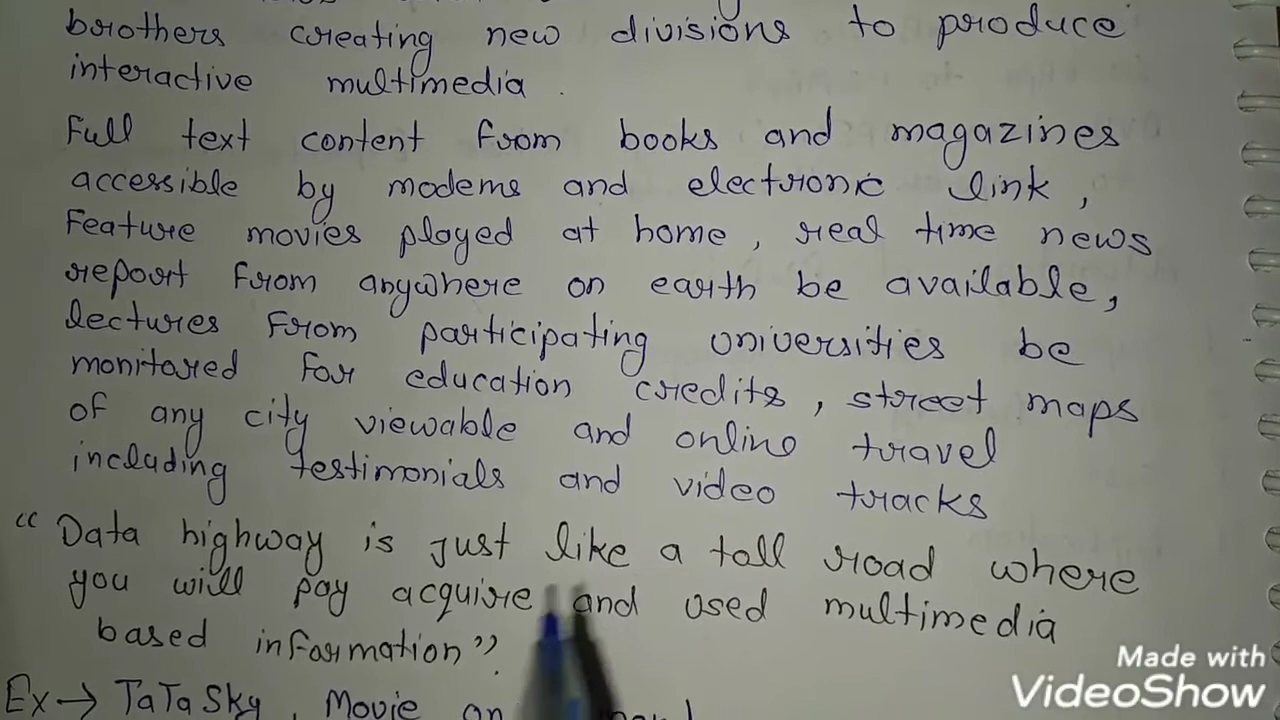 brothers creating new divisions to produce
interactive multimedia .
Full text content from books and magazines
accessible by modems and electronic link ,
Feature movies played at home , real time news
report from anywhere on earth be available,
lectures from participating universities be
monitored for education credits , street maps
of any city viewable and online travel
including testimonials and video tracks
“ Data highway is just like a toll road where
you will pay acquire and used multimedia
based information”.
Ex → TaTa Sky , Movie on
Made with
VideoShow